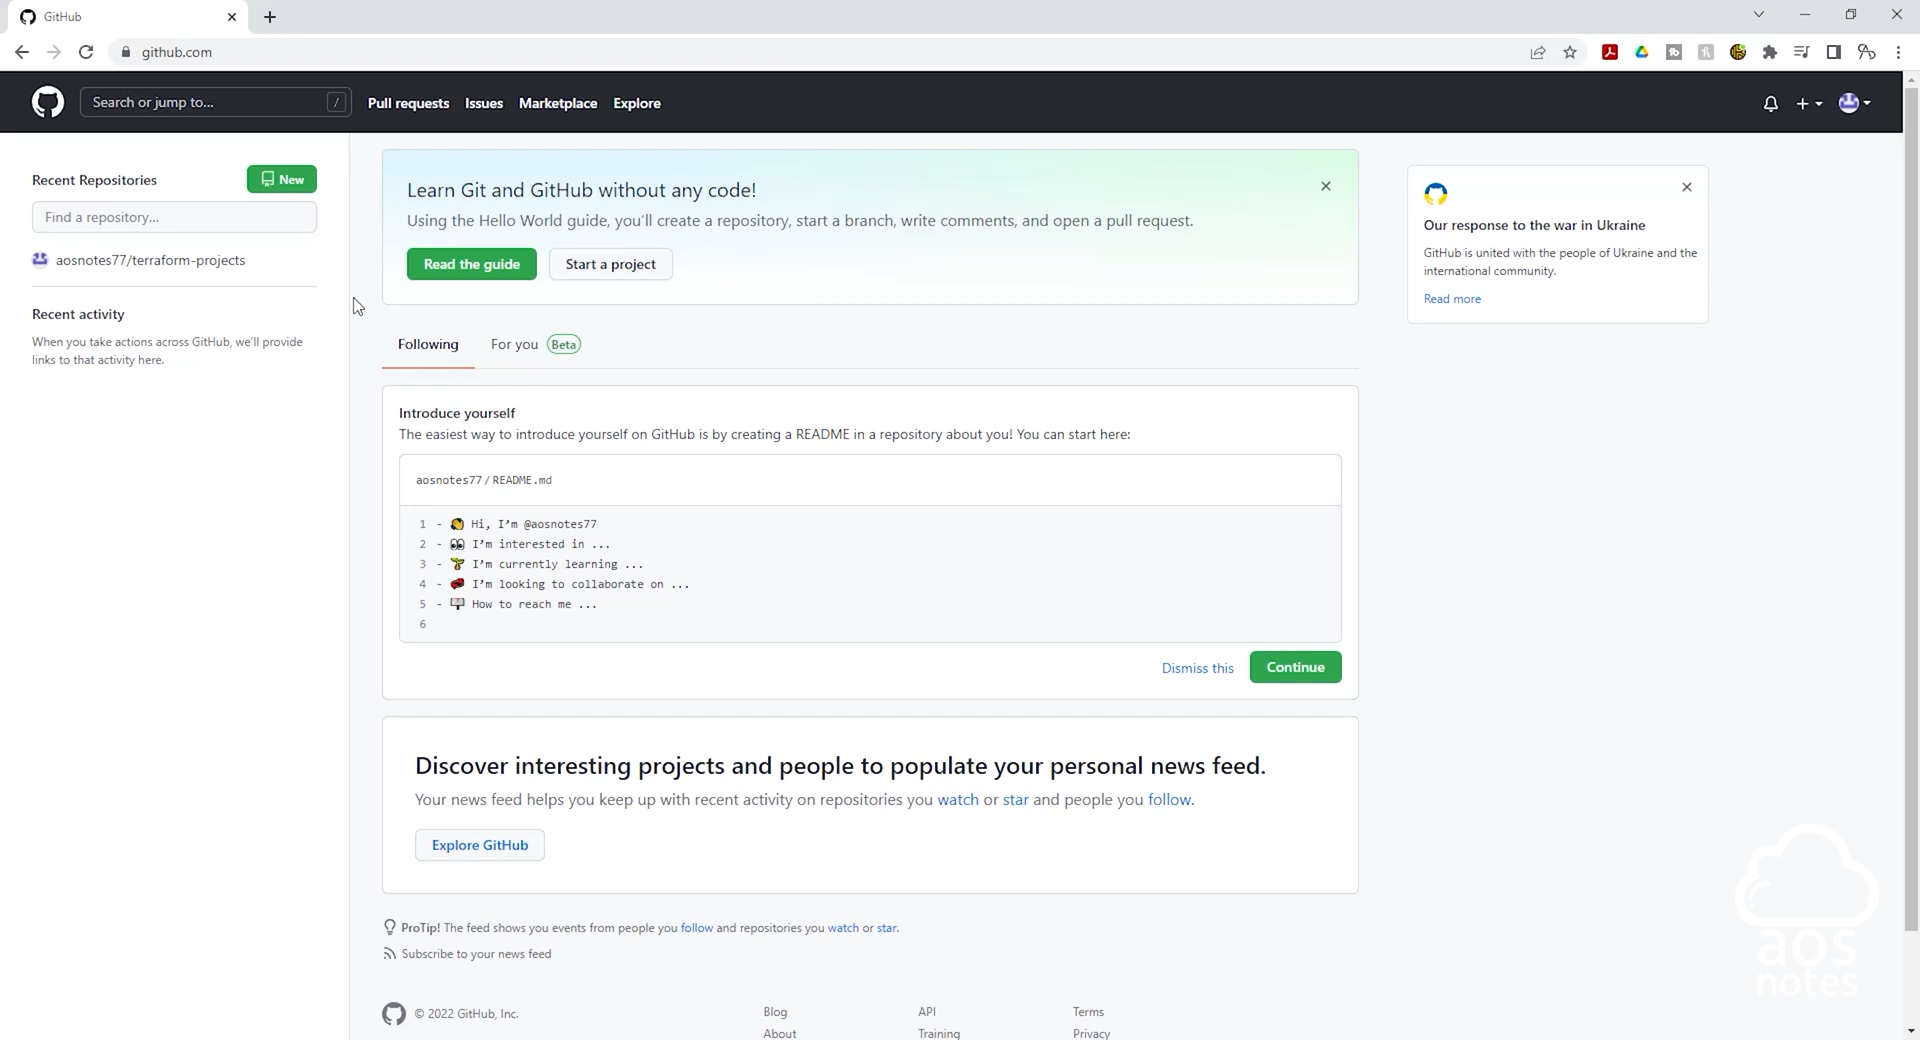 GitHub
github.com
Search or jump to... /
Pull requests Issues Marketplace Explore
Recent Repositories
New
Find a repository...
aosnotes77/terraform-projects
Recent activity
When you take actions across GitHub, we'll provide
links to that activity here.
Learn Git and GitHub without any code!
Using the Hello World guide, you'll create a repository, start a branch, write comments, and open a pull request.
Read the guide Start a project
Following For you Beta
Introduce yourself
The easiest way to introduce yourself on GitHub is by creating a README in a repository about you! You can start here:
aosnotes77/README.md
1 - 👋 Hi, I'm @aosnotes77
2 - 👀 I'm interested in ...
3 - 🌱 I'm currently learning ...
4 - 💞️ I'm looking to collaborate on ...
5 - 📫 How to reach me ...
6
Dismiss this Continue
Discover interesting projects and people to populate your personal news feed.
Your news feed helps you keep up with recent activity on repositories you watch or star and people you follow.
Explore GitHub
ProTip! The feed shows you events from people you follow and repositories you watch or star.
Subscribe to your news feed
© 2022 GitHub, Inc.
Blog API Terms
About Training Privacy
Our response to the war in Ukraine
GitHub is united with the people of Ukraine and the
international community.
Read more
aos
notes